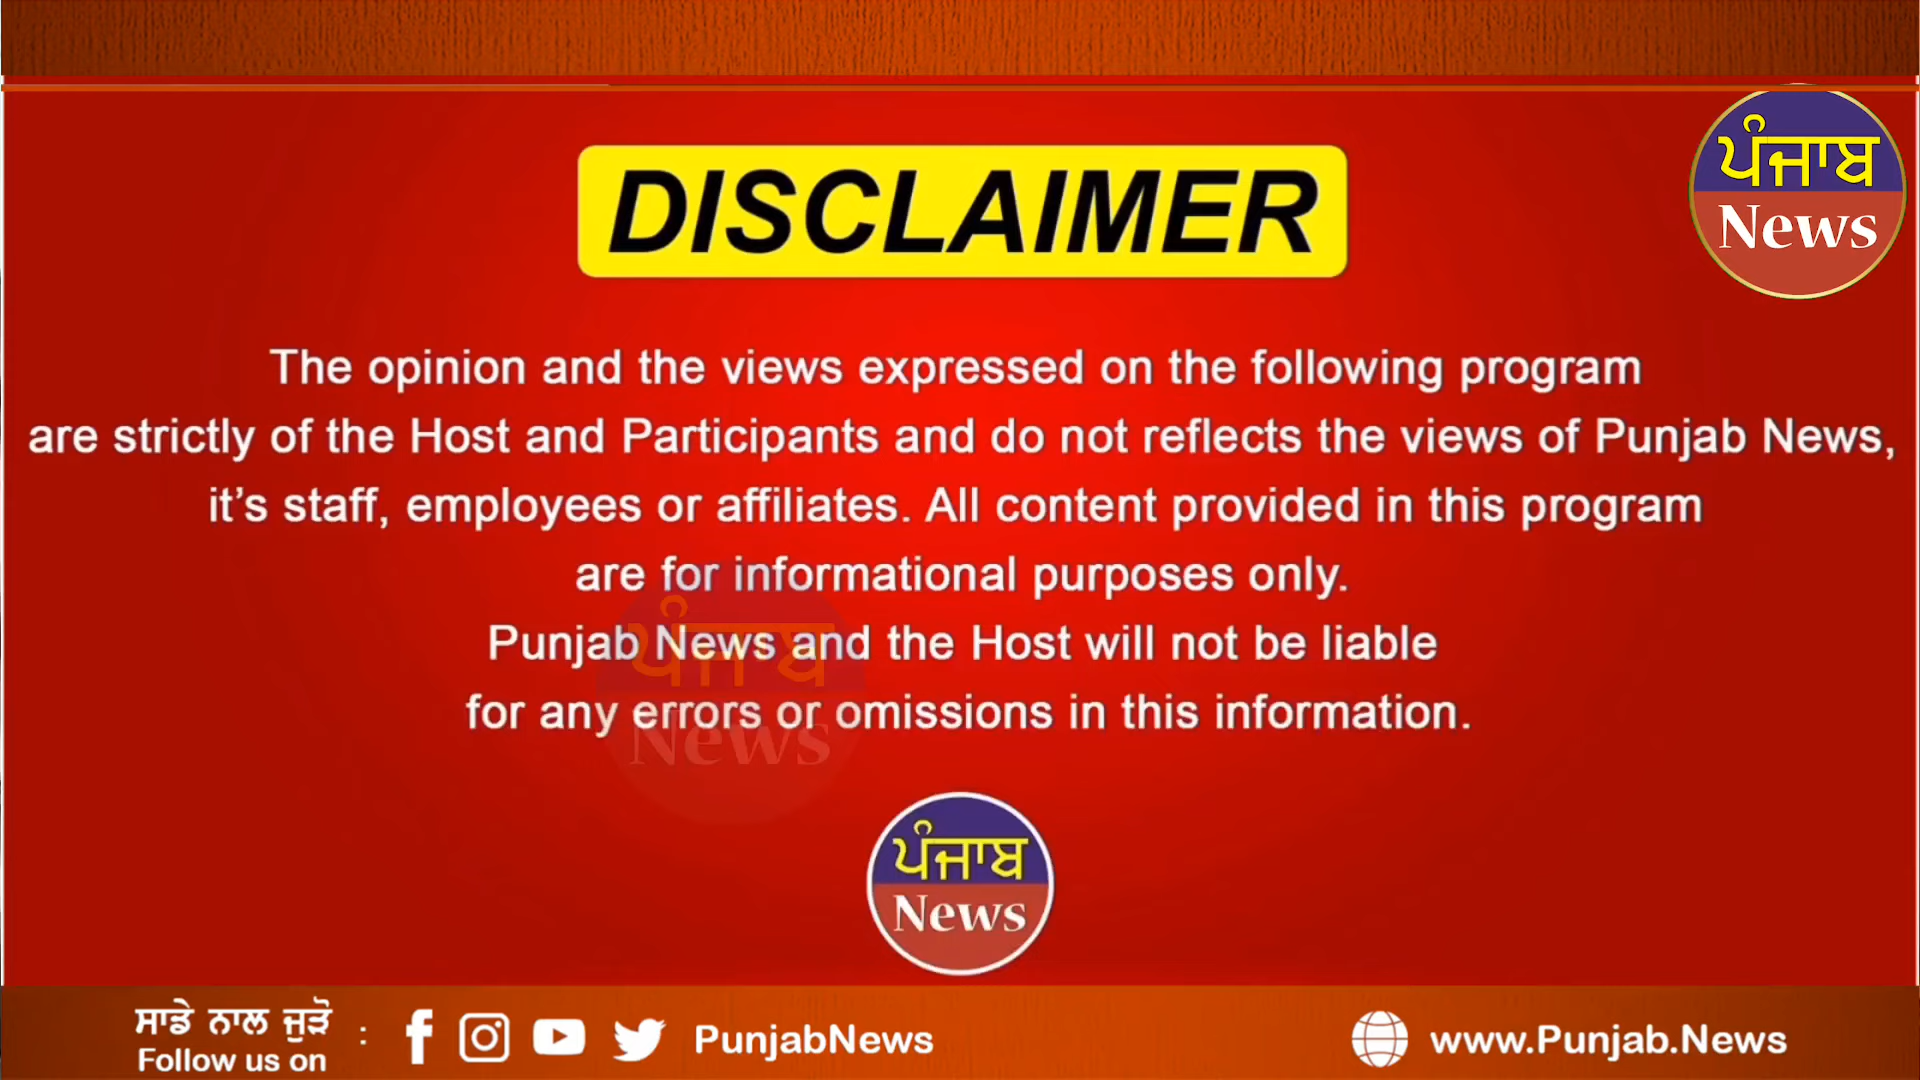 DISCLAIMER
ਪੰਜਾਬ
News
The opinion and the views expressed on the following program
are strictly of the Host and Participants and do not reflects the views of Punjab News,
it’s staff, employees or affiliates. All content provided in this program
are for informational purposes only.
Punjab News and the Host will not be liable
for any errors or omissions in this information.
ਪੰਜਾਬ
News
ਪੰਜਾਬ
News
ਸਾਡੇ ਨਾਲ ਜੁੜੋ :
Follow us on
PunjabNews
www.Punjab.News